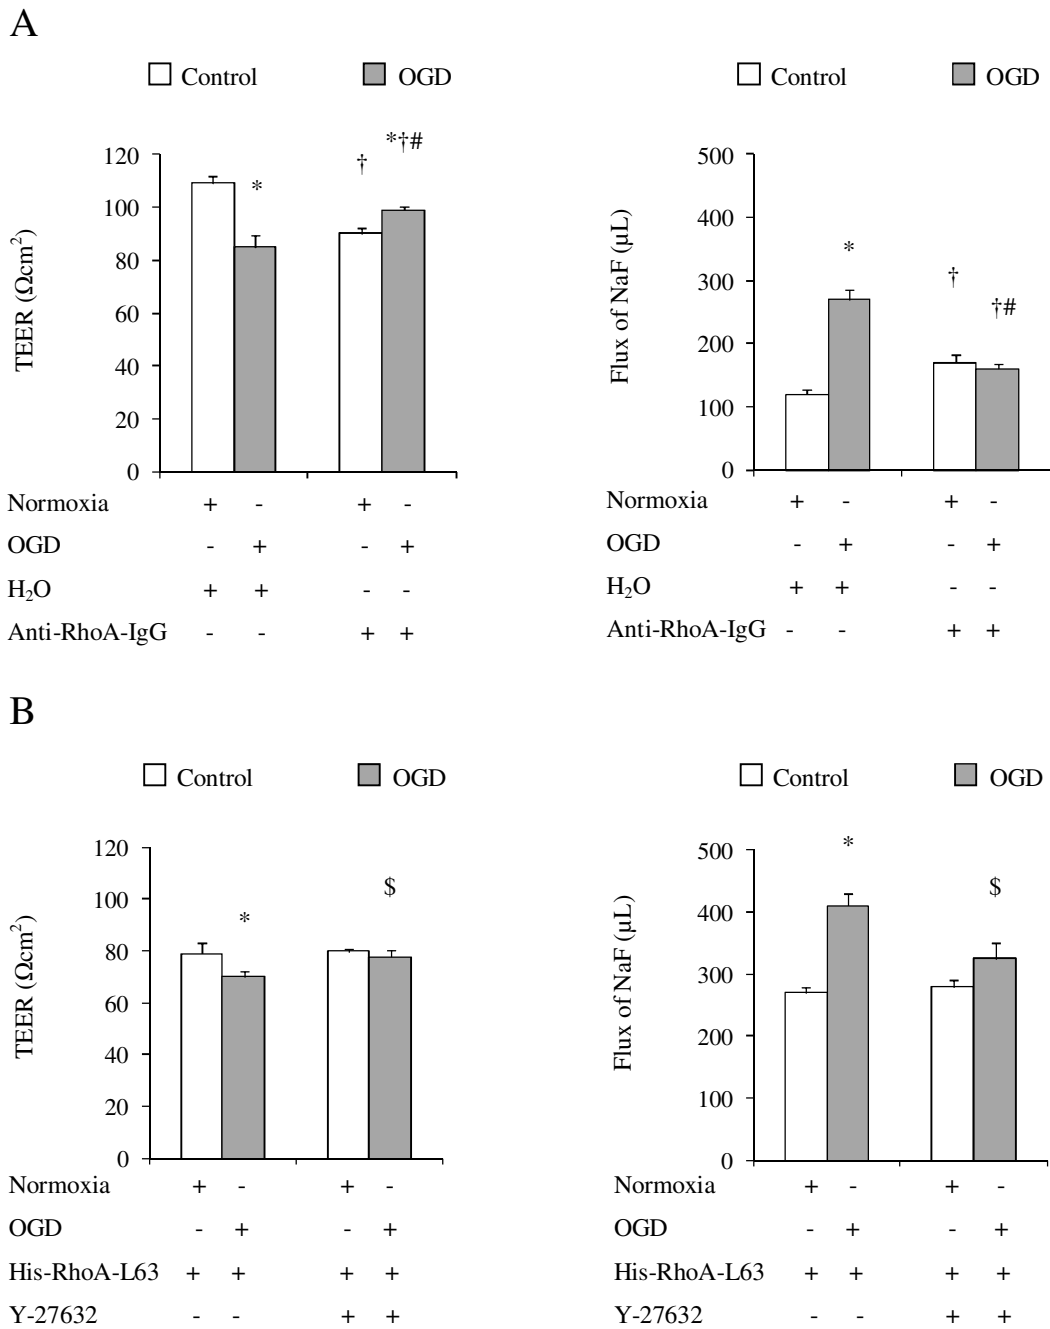 A
Control OGD
*†#
†
*
120
100
80
60
40
20
0
TEER (Ωcm²)
Normoxia + - + -
OGD - + - +
H₂O + + - -
Anti-RhoA-IgG - - + +
Control OGD
*
†
†#
500
400
300
200
100
0
Flux of NaF (µL)
Normoxia + - + -
OGD - + - +
H₂O + + - -
Anti-RhoA-IgG - - + +
B
Control OGD
$
*
120
100
80
60
40
20
0
TEER (Ωcm²)
Normoxia + - + -
OGD - + - +
His-RhoA-L63 + + + +
Y-27632 - - + +
Control OGD
*
$
500
400
300
200
100
0
Flux of NaF (µL)
Normoxia + - + -
OGD - + - +
His-RhoA-L63 + + + +
Y-27632 - - + +